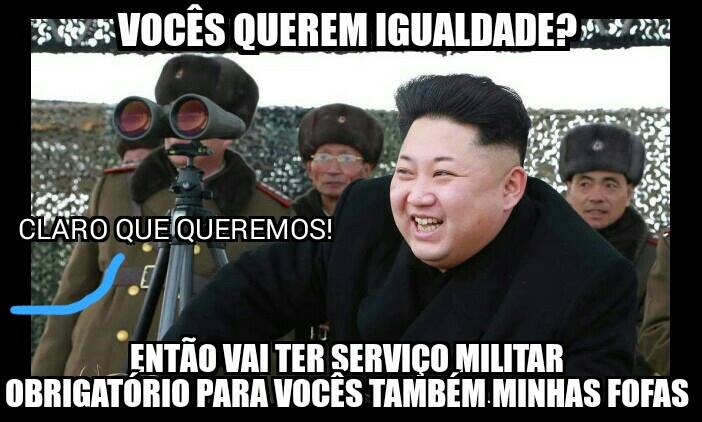 VOCÊS QUEREM IGUALDADE?
CLARO QUE QUEREMOS!
ENTÃO VAI TER SERVIÇO MILITAR
OBRIGATÓRIO PARA VOCÊS TAMBÉM MINHAS FOFAS